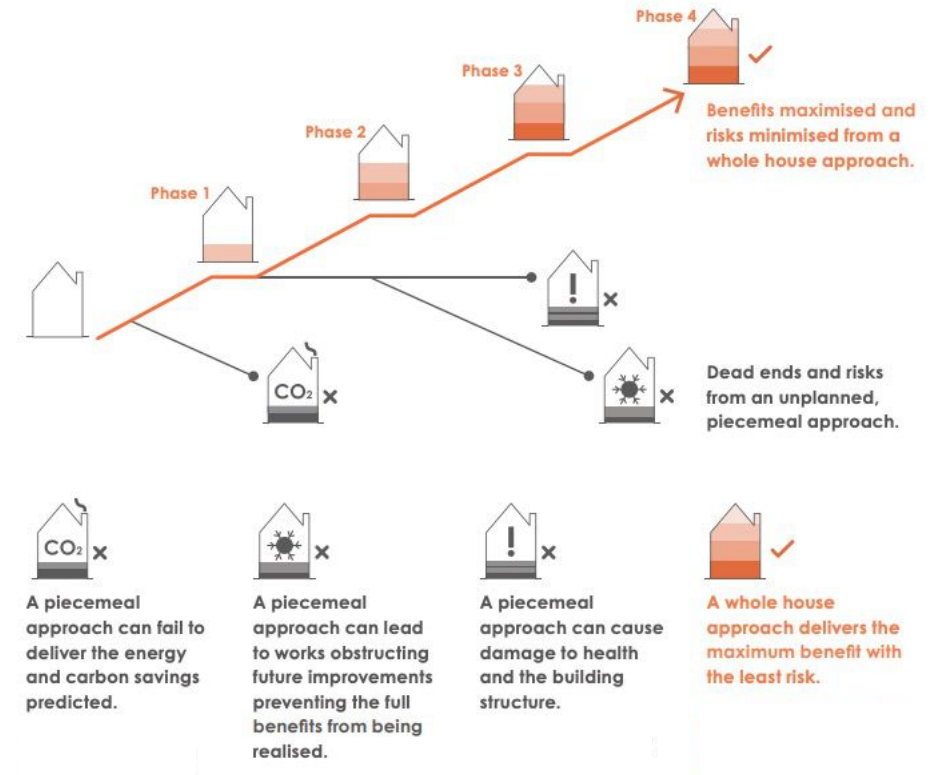 Phase 4
Phase 3
Benefits maximised and
risks minimised from a
whole house approach.
Phase 2
Phase 1
!
CO₂
Dead ends and risks
from an unplanned,
piecemeal approach.
CO₂
A piecemeal
approach can fail to
deliver the energy
and carbon savings
predicted.
A piecemeal
approach can lead
to works obstructing
future improvements
preventing the full
benefits from being
realised.
!
A piecemeal
approach can cause
damage to health
and the building
structure.
A whole house
approach delivers the
maximum benefit with
the least risk.